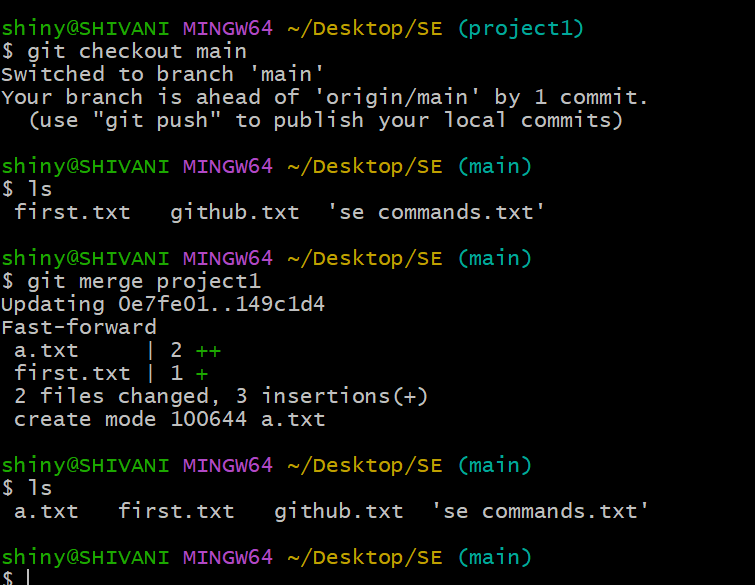 shiny@SHIVANI MINGW64 ~/Desktop/SE (project1)
$ git checkout main
Switched to branch 'main'
Your branch is ahead of 'origin/main' by 1 commit.
  (use "git push" to publish your local commits)

shiny@SHIVANI MINGW64 ~/Desktop/SE (main)
$ ls
 first.txt   github.txt  'se commands.txt'

shiny@SHIVANI MINGW64 ~/Desktop/SE (main)
$ git merge project1
Updating 0e7fe01..149c1d4
Fast-forward
 a.txt     | 2 ++
 first.txt | 1 +
 2 files changed, 3 insertions(+)
 create mode 100644 a.txt

shiny@SHIVANI MINGW64 ~/Desktop/SE (main)
$ ls
 a.txt   first.txt   github.txt  'se commands.txt'

shiny@SHIVANI MINGW64 ~/Desktop/SE (main)
$